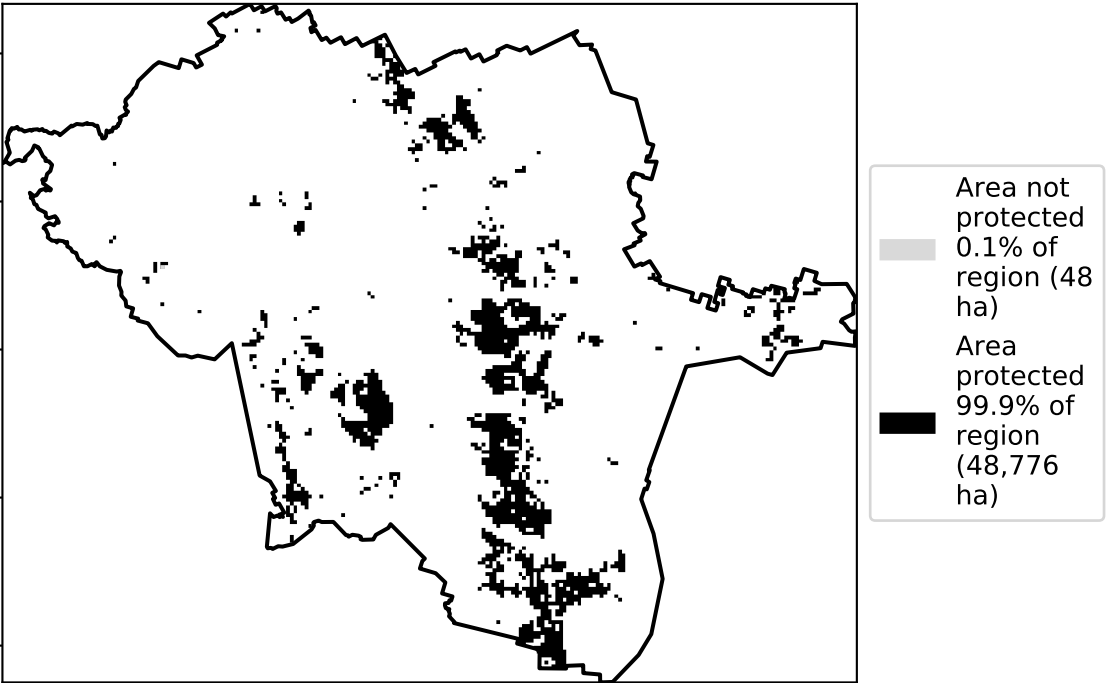 Area not
protected
0.1% of
region (48
ha)
Area
protected
99.9% of
region
(48,776
ha)